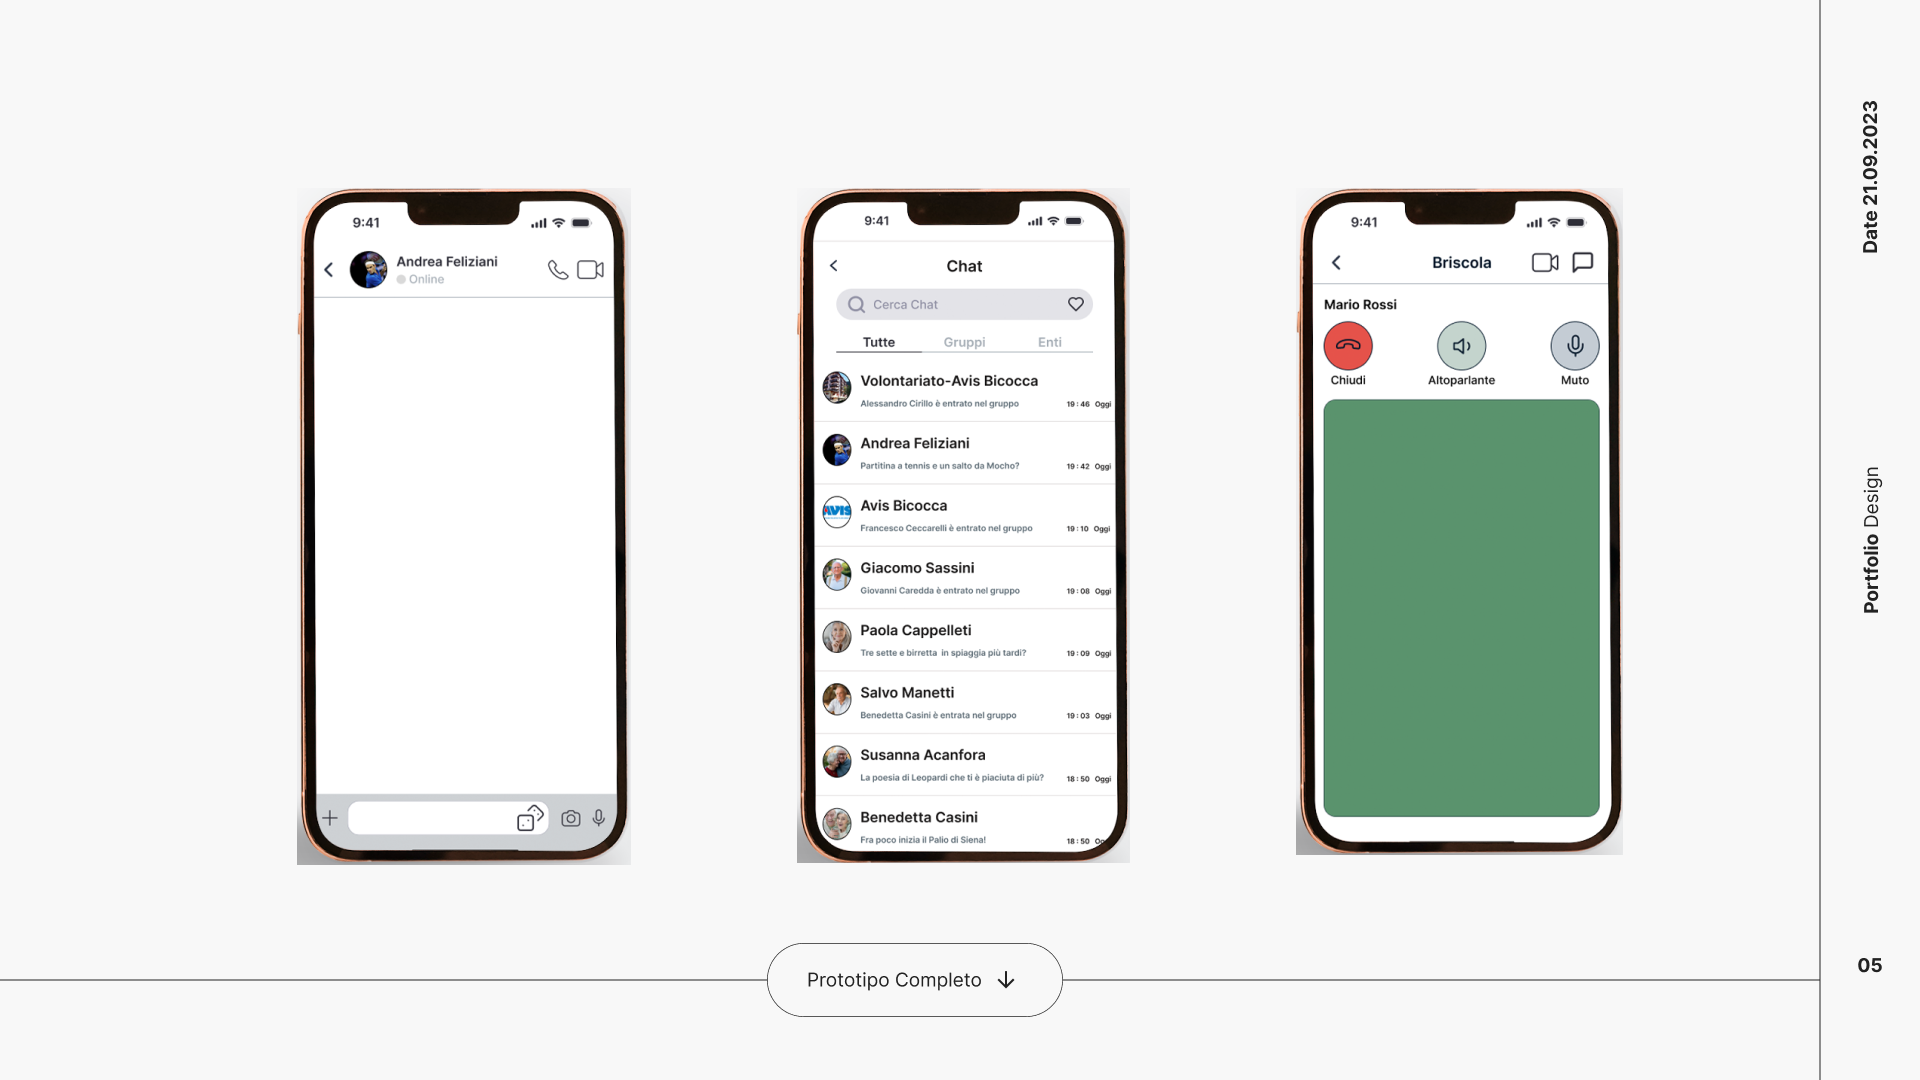 9:41
Andrea Feliziani
Online
9:41
Chat
Cerca Chat
Tutte Gruppi Enti
Volontariato-Avis Bicocca
Alessandro Cirillo è entrato nel gruppo 19 : 46 Oggi
Andrea Feliziani
Partitina a tennis e un salto da Mocho? 19 : 42 Oggi
AVIS
Avis Bicocca
Francesco Ceccarelli è entrato nel gruppo 19 : 10 Oggi
Giacomo Sassini
Giovanni Caredda è entrato nel gruppo 19 : 08 Oggi
Paola Cappelleti
Tre sette e birretta in spiaggia più tardi? 19 : 09 Oggi
Salvo Manetti
Benedetta Casini è entrata nel gruppo 19 : 03 Oggi
Susanna Acanfora
La poesia di Leopardi che ti è piaciuta di più? 18 : 50 Oggi
Benedetta Casini
Fra poco inizia il Palio di Siena! 18 : 50
9:41
Briscola
Mario Rossi
Chiudi Altoparlante Muto
Prototipo Completo
Date 21.09.2023
Portfolio Design
05